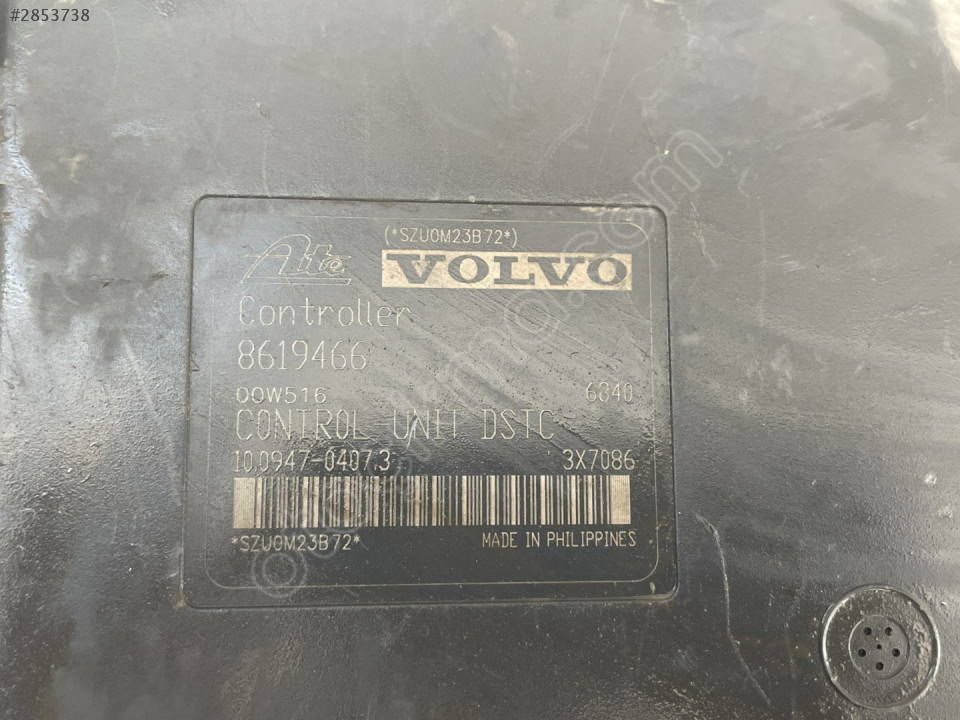 #2853738
(*SZU0M23B72*)
Ate VOLVO
Controller
8619466
00W516 6840
CONTROL UNIT DSTC
10.0947-0407.3 3X7086
*SZU0M23B72* MADE IN PHILIPPINES